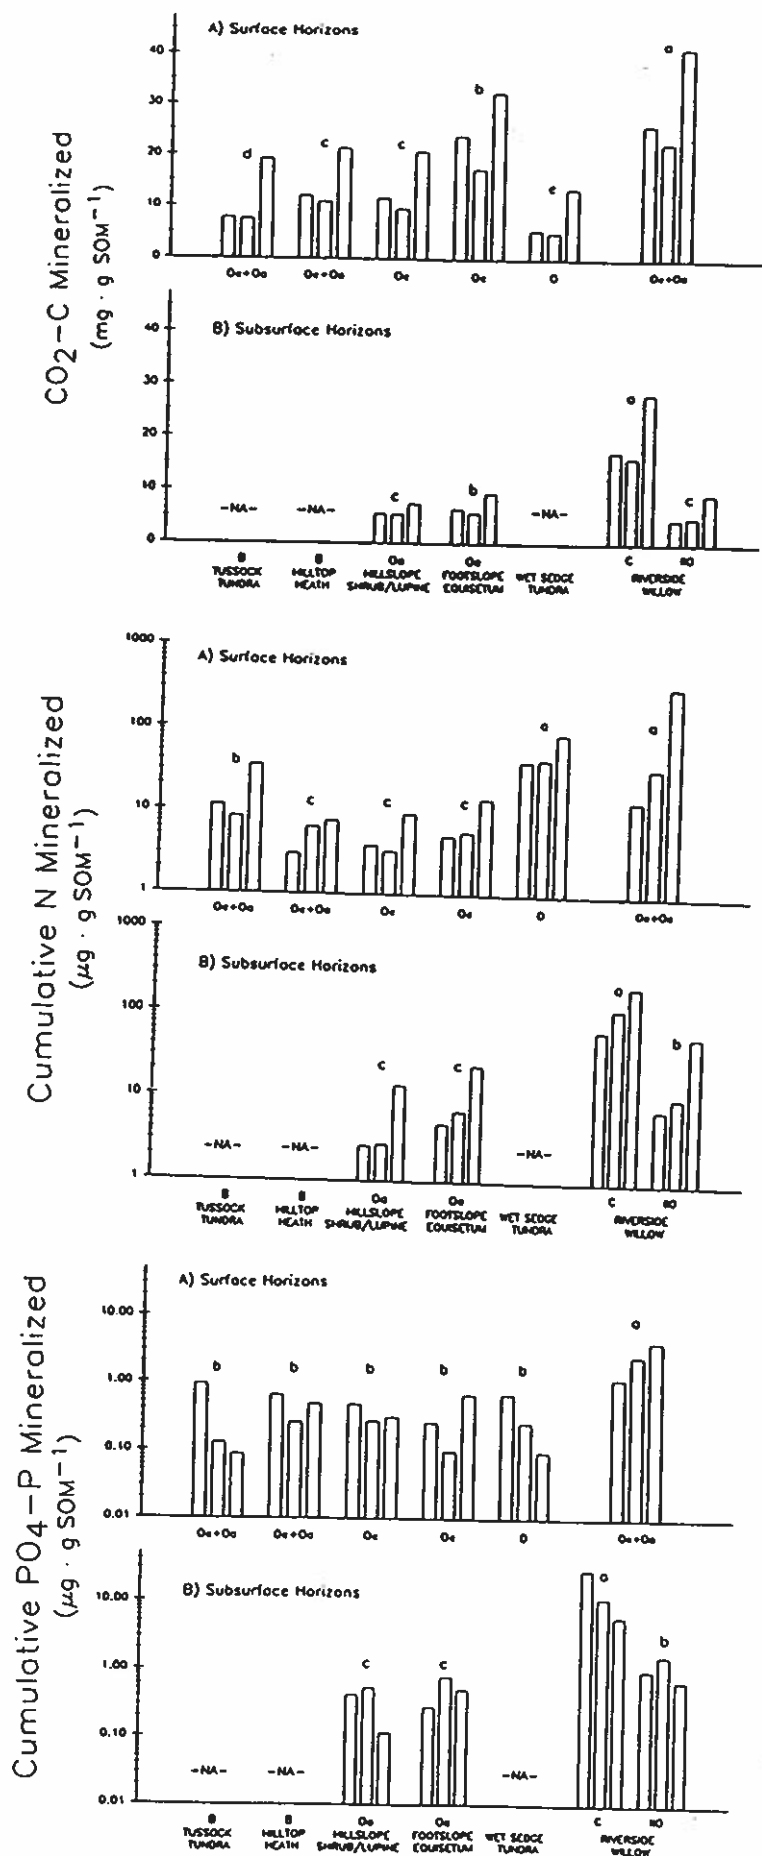 CO2-C Mineralized
(mg · g SOM-1)
A) Surface Horizons
40
30
20
10
0
d
c
c
b
e
a
Oe+Oa
Oe+Oa
Oe
Oe
O
Oe+Oa
B) Subsurface Horizons
40
30
20
10
0
-NA-
-NA-
c
b
-NA-
a
c
B
B
Oa
Oa
C
IIO
TUSSOCK TUNDRA
HILLTOP HEATH
HILLSLOPE SHRUB/LUPINE
FOOTSLOPE EQUISETUM
WET SEDGE TUNDRA
RIVERSIDE WILLOW
Cumulative N Mineralized
(μg · g SOM-1)
A) Surface Horizons
1000
100
10
1
b
c
c
c
a
a
Oe+Oa
Oe+Oa
Oe
Oe
O
Oe+Oa
B) Subsurface Horizons
1000
100
10
1
-NA-
-NA-
c
c
-NA-
a
b
B
B
Oa
Oa
C
IIO
TUSSOCK TUNDRA
HILLTOP HEATH
HILLSLOPE SHRUB/LUPINE
FOOTSLOPE EQUISETUM
WET SEDGE TUNDRA
RIVERSIDE WILLOW
Cumulative PO4-P Mineralized
(μg · g SOM-1)
A) Surface Horizons
10.00
1.00
0.10
0.01
b
b
b
b
b
a
Oe+Oa
Oe+Oa
Oe
Oe
O
Oe+Oa
B) Subsurface Horizons
10.00
1.00
0.10
0.01
-NA-
-NA-
c
c
-NA-
a
b
B
B
Oa
Oa
C
IIO
TUSSOCK TUNDRA
HILLTOP HEATH
HILLSLOPE SHRUB/LUPINE
FOOTSLOPE EQUISETUM
WET SEDGE TUNDRA
RIVERSIDE WILLOW